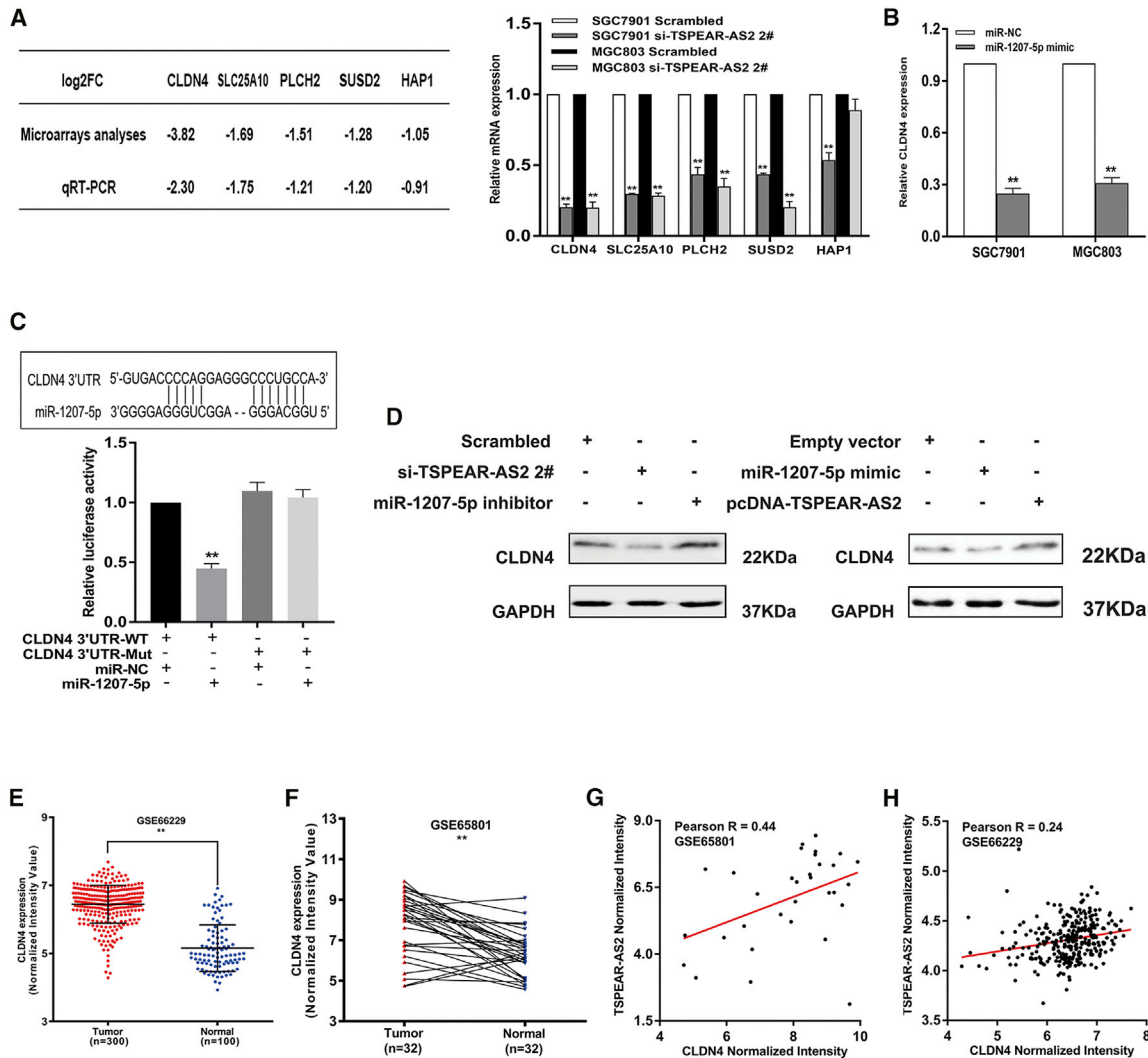 A
log2FC CLDN4 SLC25A10 PLCH2 SUSD2 HAP1
Microarrays analyses -3.82 -1.69 -1.51 -1.28 -1.05
qRT-PCR -2.30 -1.75 -1.21 -1.20 -0.91
SGC7901 Scrambled
SGC7901 si-TSPEAR-AS2 2#
MGC803 Scrambled
MGC803 si-TSPEAR-AS2 2#
Relative mRNA expression
1.0
0.5
0.0
** ** ** ** ** ** ** ** **
CLDN4 SLC25A10 PLCH2 SUSD2 HAP1
B
miR-NC
miR-1207-5p mimic
Relative CLDN4 expression
1.2
0.9
0.6
0.3
0.0
** **
SGC7901 MGC803
C
CLDN4 3'UTR 5'-GUGACCCCAGGAGGGCCCUGCCA-3'
miR-1207-5p 3'GGGGAGGGUCGGA - - GGGACGGU 5'
Relative luciferase activity
1.5
1.0
0.5
0.0
**
CLDN4 3'UTR-WT + + - -
CLDN4 3'UTR-Mut - - + +
miR-NC + - + -
miR-1207-5p - + - +
D
Scrambled + - -
si-TSPEAR-AS2 2# - + -
miR-1207-5p inhibitor - - +
CLDN4 22KDa
GAPDH 37KDa
Empty vector + - -
miR-1207-5p mimic - + -
pcDNA-TSPEAR-AS2 - - +
CLDN4 22KDa
GAPDH 37KDa
E
GSE66229
**
CLDN4 expression
(Normalized Intensity Value)
9
7
5
3
Tumor Normal
(n=300) (n=100)
F
GSE65801
**
CLDN4 expression
(Normalized Intensity Value)
13
11
9
7
5
3
Tumor Normal
(n=32) (n=32)
G
Pearson R = 0.44
GSE65801
TSPEAR-AS2 Normalized Intensity
9.0
6.5
4.0
1.5
4 6 8 10
CLDN4 Normalized Intensity
H
Pearson R = 0.24
GSE66229
TSPEAR-AS2 Normalized Intensity
5.5
5.0
4.5
4.0
3.5
4 5 6 7 8
CLDN4 Normalized Intensity